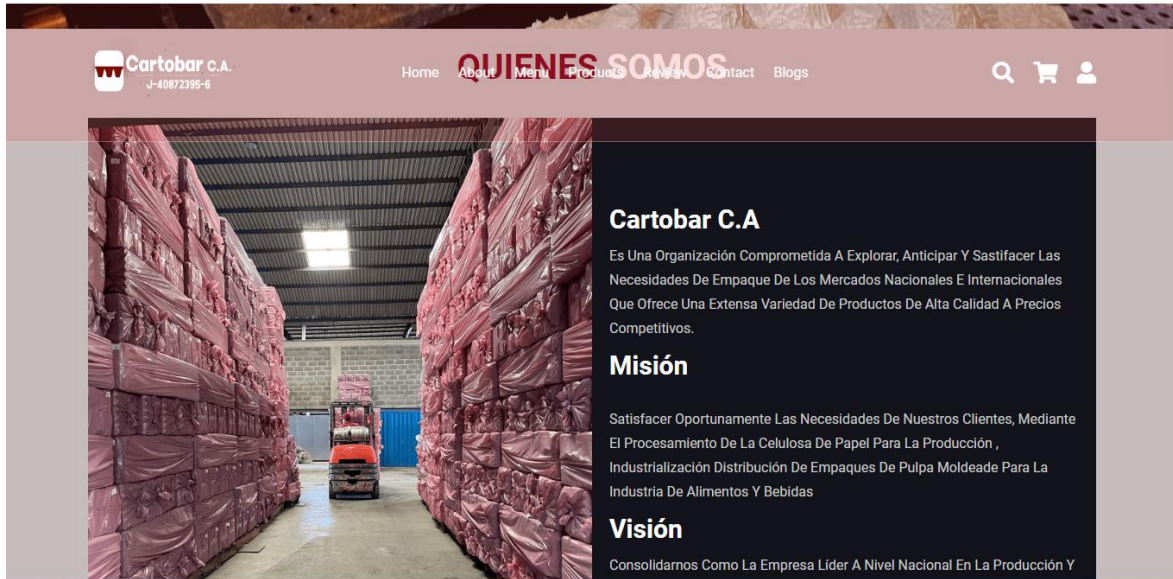 Cartobar C.A.
J-40872395-6
Home About Menu Products Review Contact Blogs
QUIENES SOMOS
Cartobar C.A
Es Una Organización Comprometida A Explorar, Anticipar Y Sastifacer Las
Necesidades De Empaque De Los Mercados Nacionales E Internacionales
Que Ofrece Una Extensa Variedad De Productos De Alta Calidad A Precios
Competitivos.
Misión
Satisfacer Oportunamente Las Necesidades De Nuestros Clientes, Mediante
El Procesamiento De La Celulosa De Papel Para La Producción ,
Industrialización Distribución De Empaques De Pulpa Moldeade Para La
Industria De Alimentos Y Bebidas
Visión
Consolidarnos Como La Empresa Líder A Nivel Nacional En La Producción Y